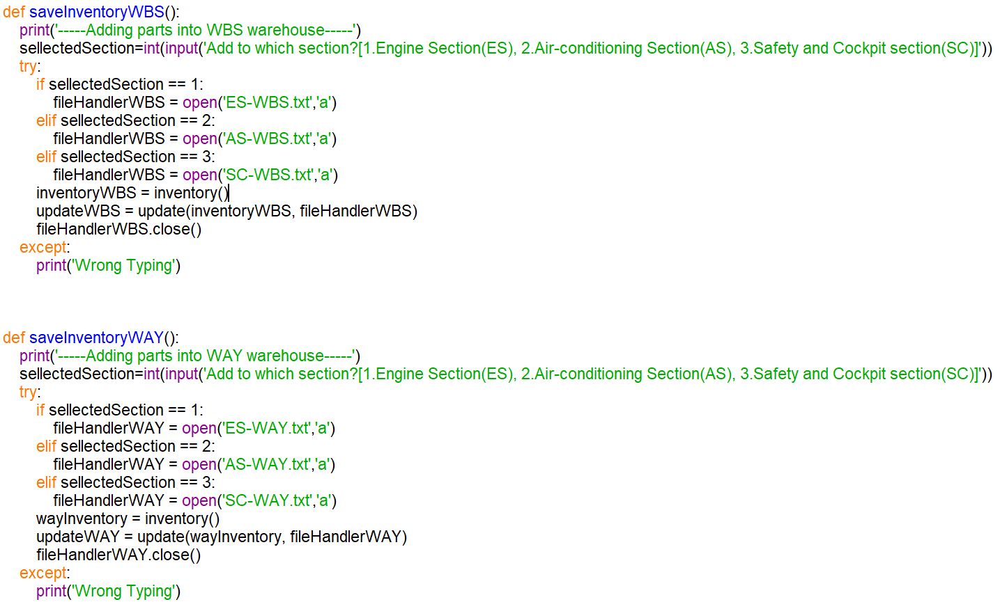 def saveInventoryWBS():
    print('-----Adding parts into WBS warehouse-----')
    sellectedSection=int(input('Add to which section?[1.Engine Section(ES), 2.Air-conditioning Section(AS), 3.Safety and Cockpit section(SC)]'))
    try:
        if sellectedSection == 1:
            fileHandlerWBS = open('ES-WBS.txt','a')
        elif sellectedSection == 2:
            fileHandlerWBS = open('AS-WBS.txt','a')
        elif sellectedSection == 3:
            fileHandlerWBS = open('SC-WBS.txt','a')
        inventoryWBS = inventory()
        updateWBS = update(inventoryWBS, fileHandlerWBS)
        fileHandlerWBS.close()
    except:
        print('Wrong Typing')

def saveInventoryWAY():
    print('-----Adding parts into WAY warehouse-----')
    sellectedSection=int(input('Add to which section?[1.Engine Section(ES), 2.Air-conditioning Section(AS), 3.Safety and Cockpit section(SC)]'))
    try:
        if sellectedSection == 1:
            fileHandlerWAY = open('ES-WAY.txt','a')
        elif sellectedSection == 2:
            fileHandlerWAY = open('AS-WAY.txt','a')
        elif sellectedSection == 3:
            fileHandlerWAY = open('SC-WAY.txt','a')
        wayInventory = inventory()
        updateWAY = update(wayInventory, fileHandlerWAY)
        fileHandlerWAY.close()
    except:
        print('Wrong Typing')